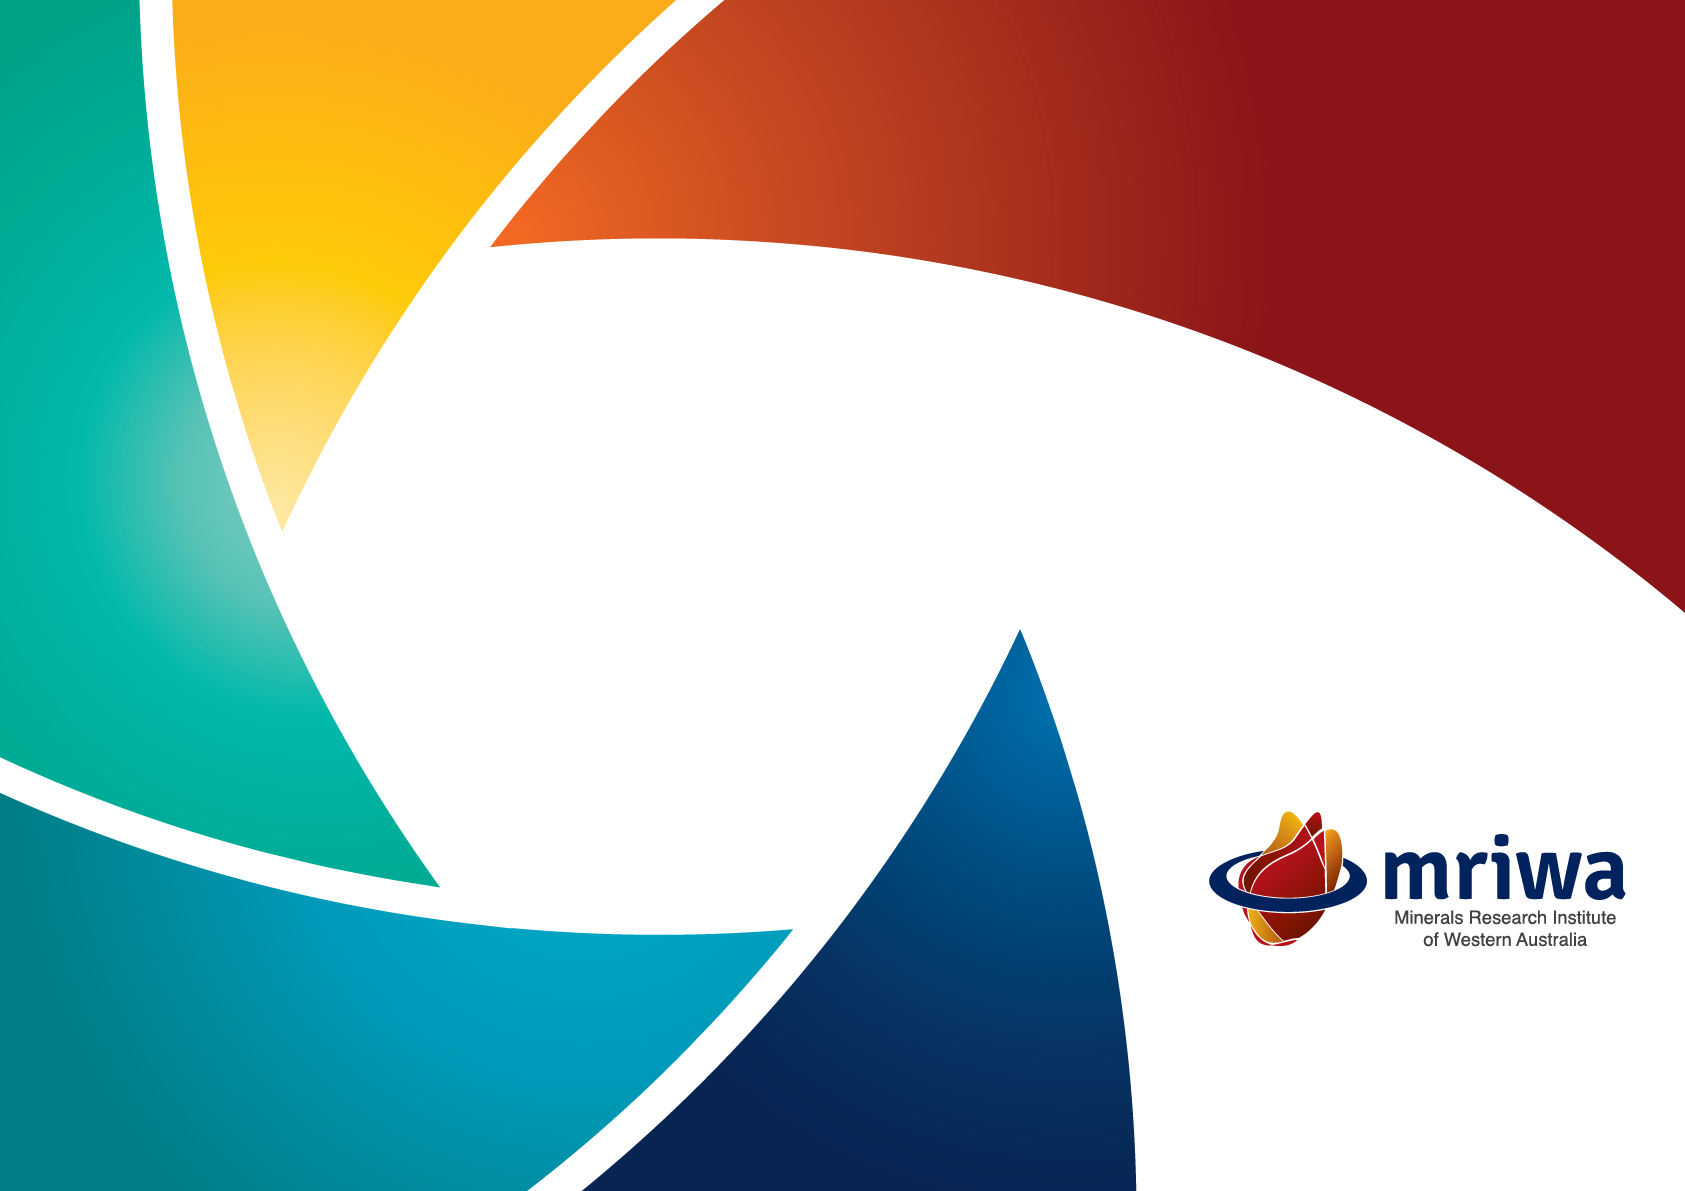 mriwa
Minerals Research Institute
of Western Australia